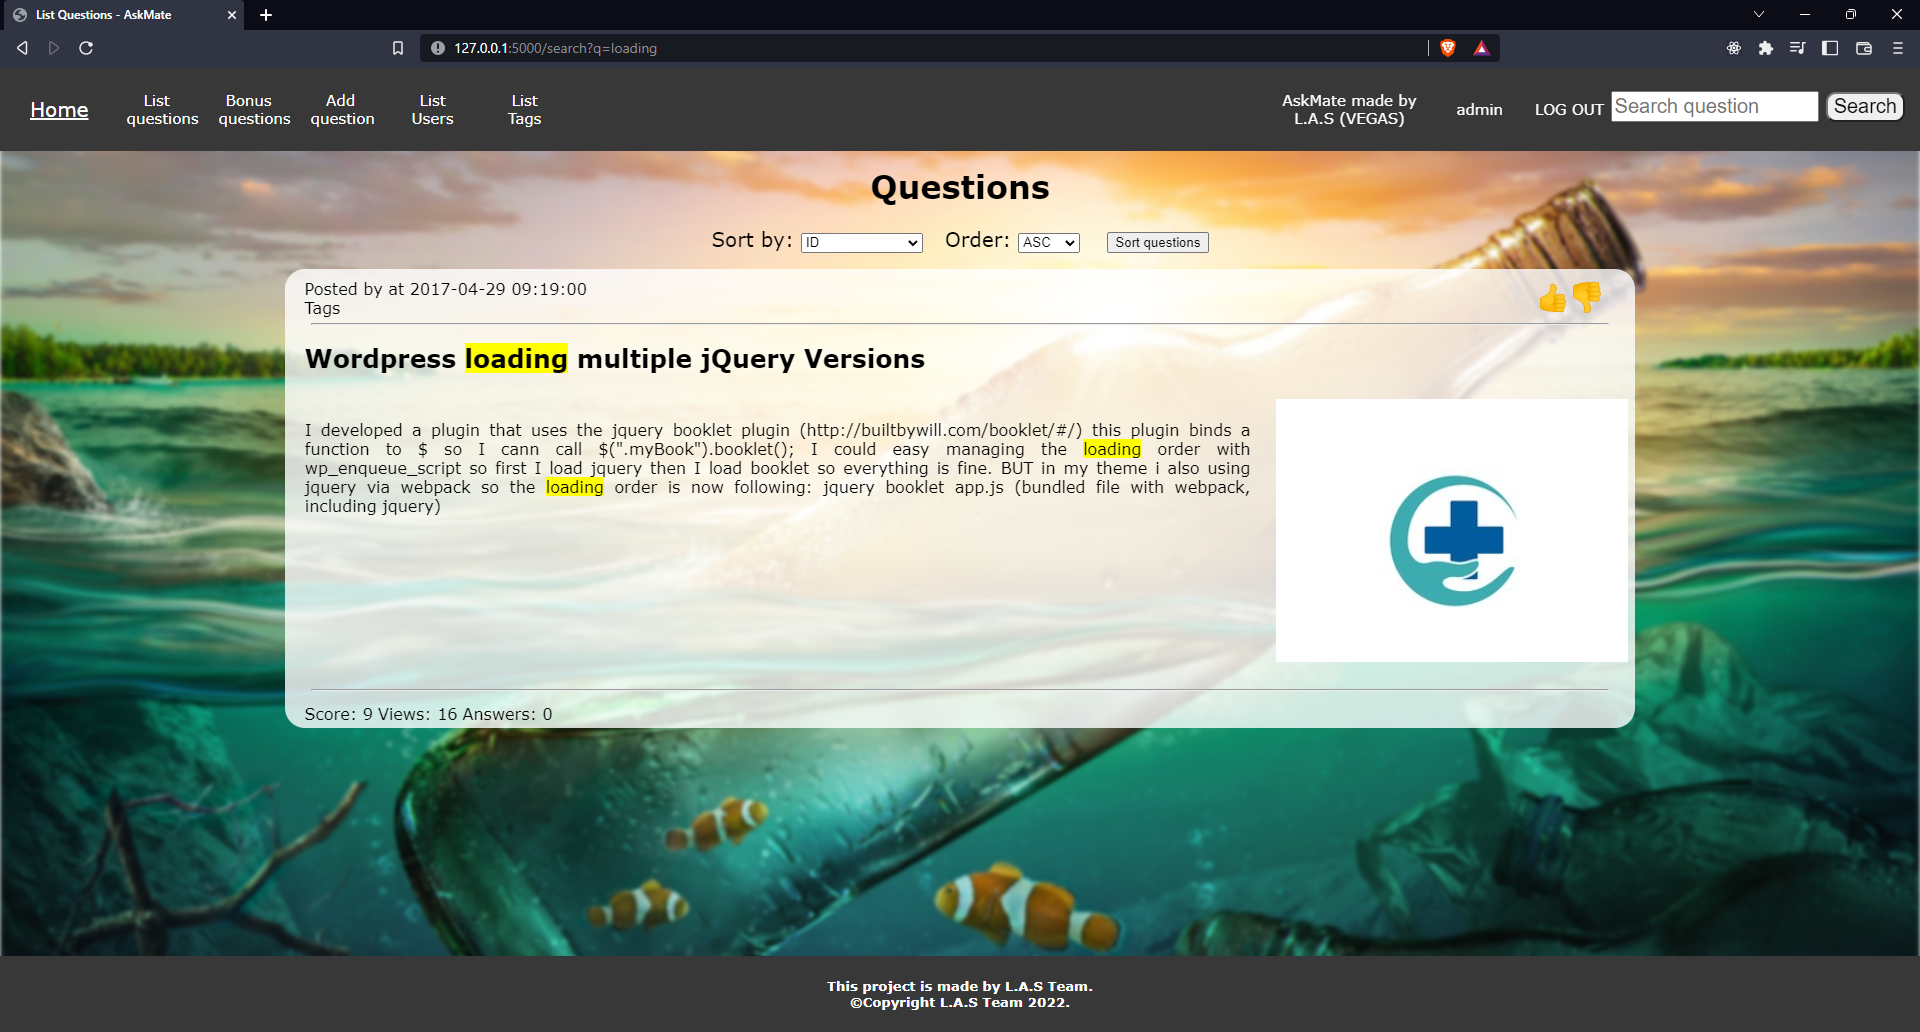 List Questions - AskMate
127.0.0.1:5000/search?q=loading
Home
List questions
Bonus questions
Add question
List Users
List Tags
AskMate made by
L.A.S (VEGAS)
admin
LOG OUT
Search question
Search
Questions
Sort by: ID
Order: ASC
Sort questions
Posted by at 2017-04-29 09:19:00
Tags
Wordpress loading multiple jQuery Versions
I developed a plugin that uses the jquery booklet plugin (http://builtbywill.com/booklet/#/) this plugin binds a
function to $ so I cann call $(".myBook").booklet(); I could easy managing the loading order with
wp_enqueue_script so first I load jquery then I load booklet so everything is fine. BUT in my theme i also using
jquery via webpack so the loading order is now following: jquery booklet app.js (bundled file with webpack,
including jquery)
Score: 9 Views: 16 Answers: 0
This project is made by L.A.S Team.
©Copyright L.A.S Team 2022.